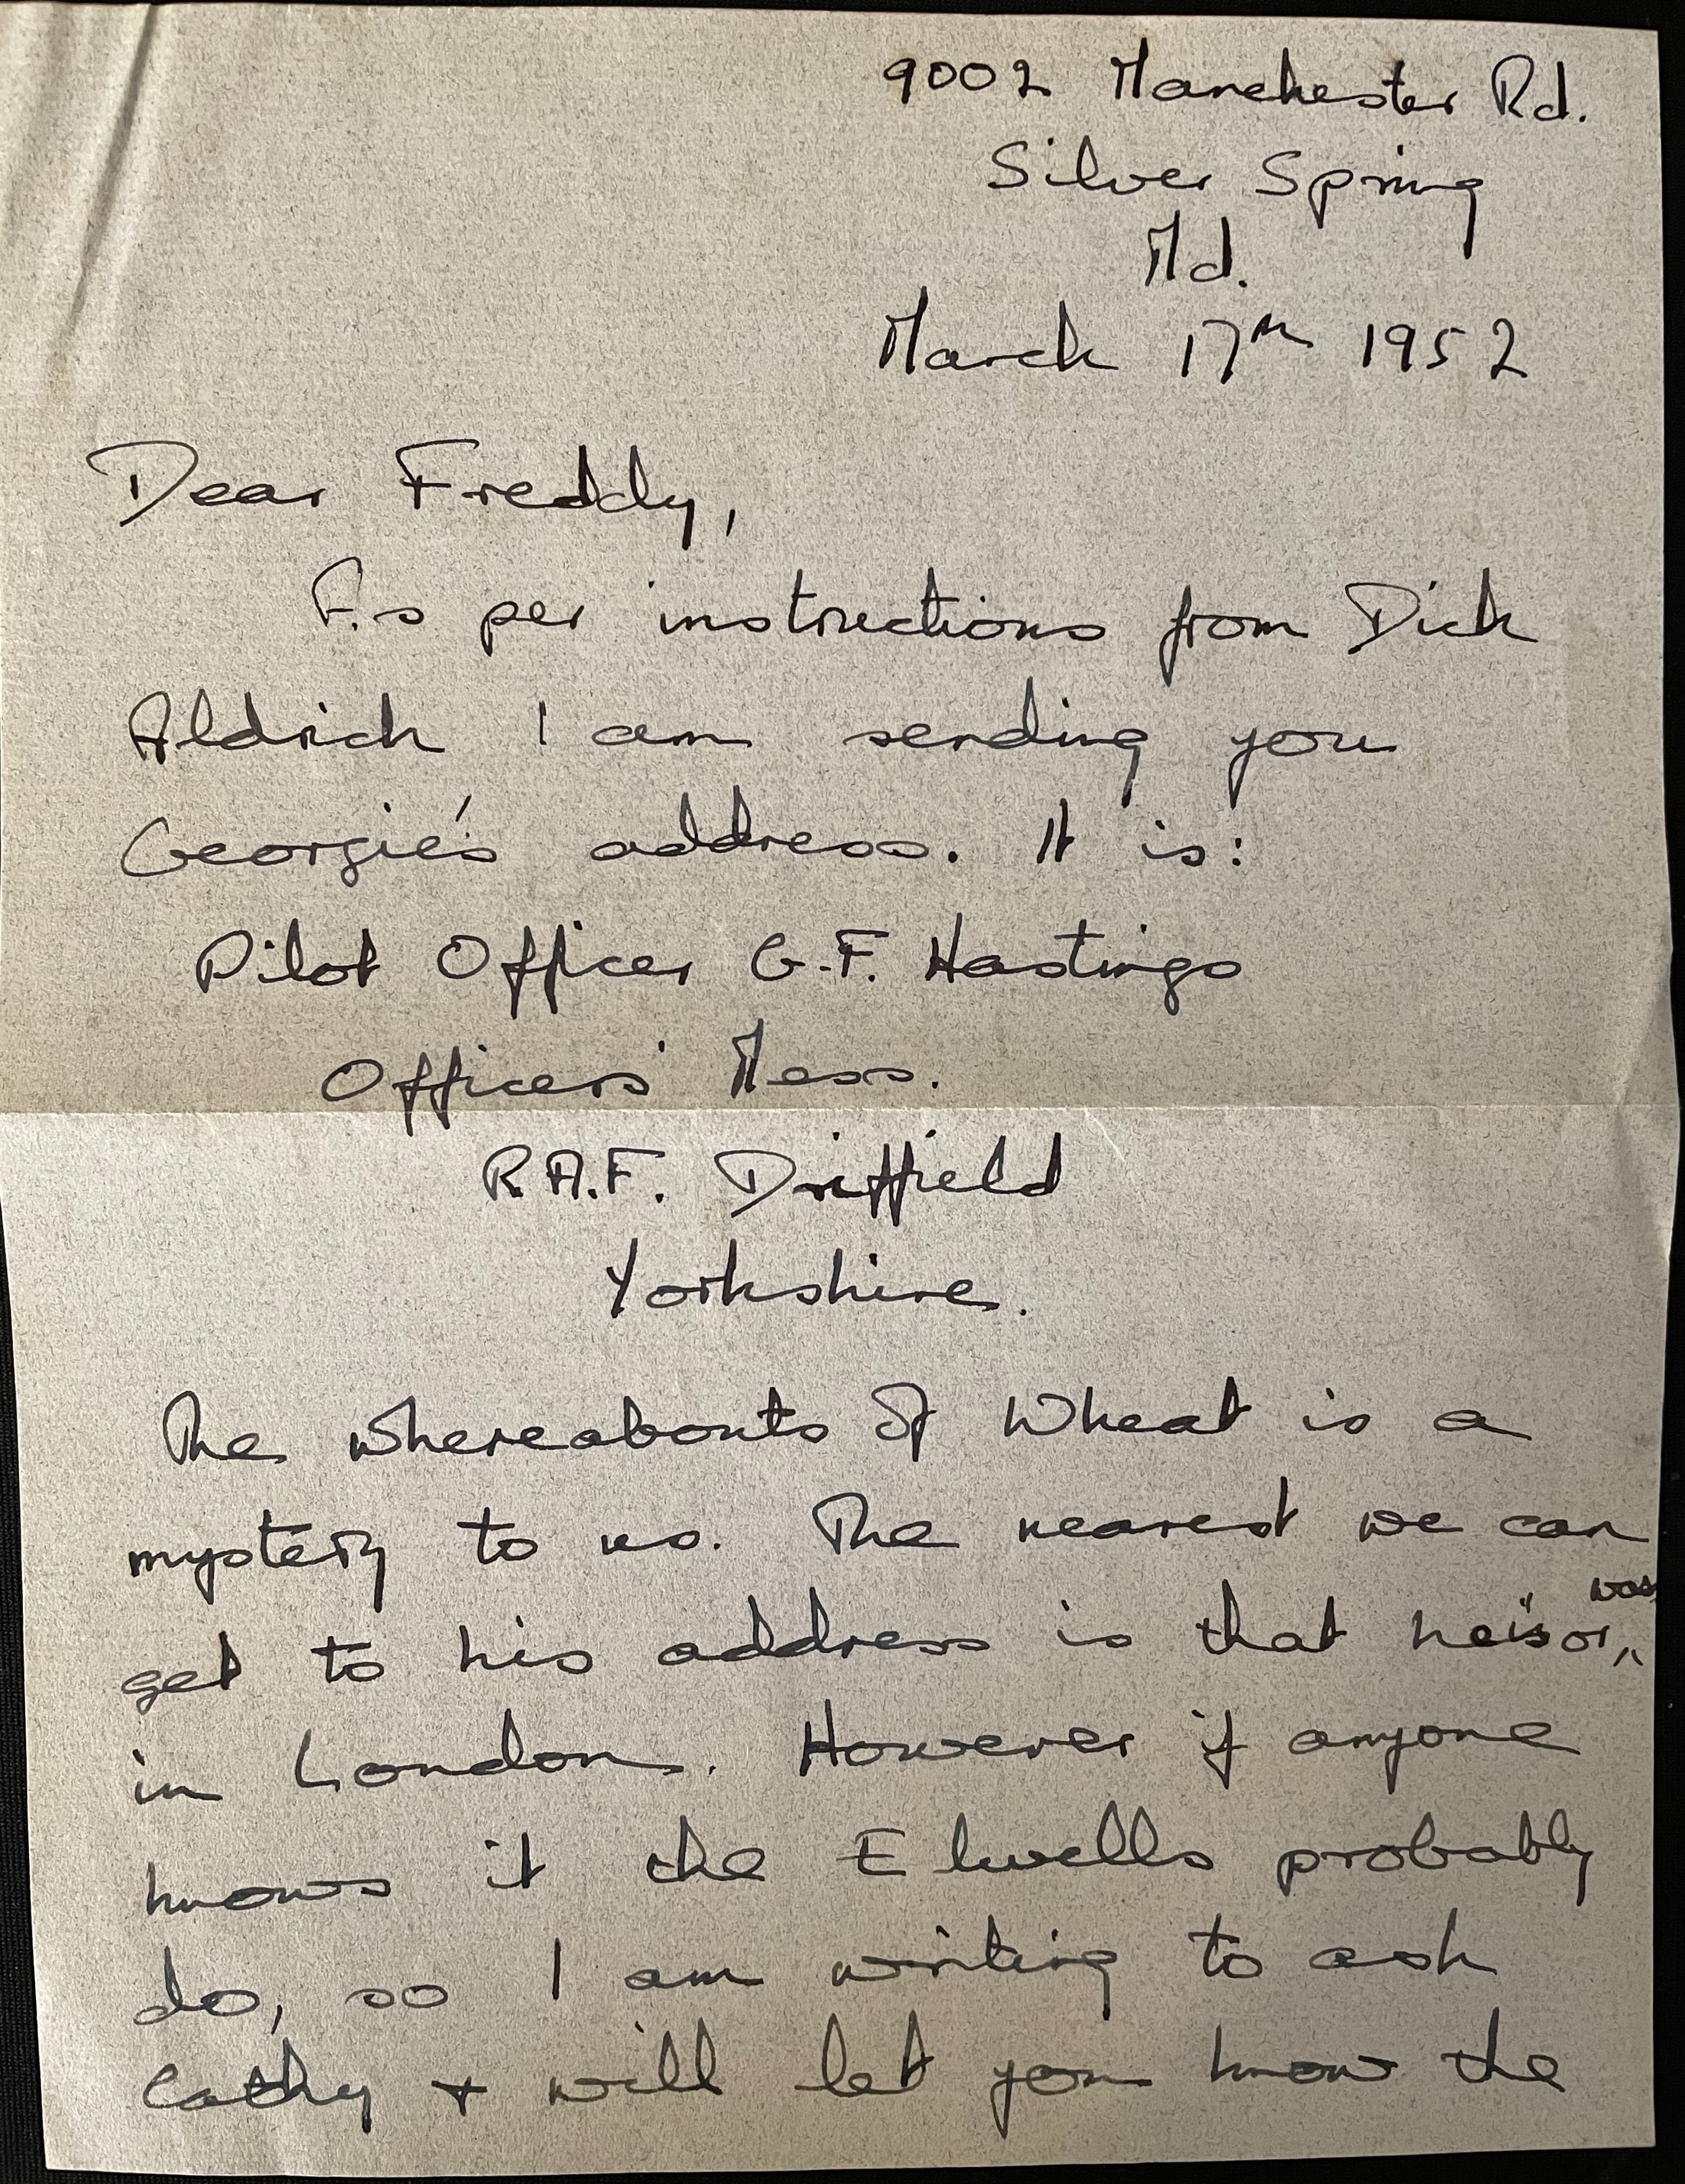 9002 Manchester Rd.
Silver Spring
Md.
March 17th 1952
Dear Freddy,
As per instructions from Dick
Aldrich I am sending you
Georgie's address. It is:
Pilot Officer G.F. Hastings
Officers' Mess.
R.A.F. Driffield
Yorkshire.
The whereabouts of Wheat is a
mystery to us. The nearest we can
get to his address is that he is or was
in London. However if anyone
knows it the Elwells probably
do, so I am writing to ask
Cathy + will let you know the